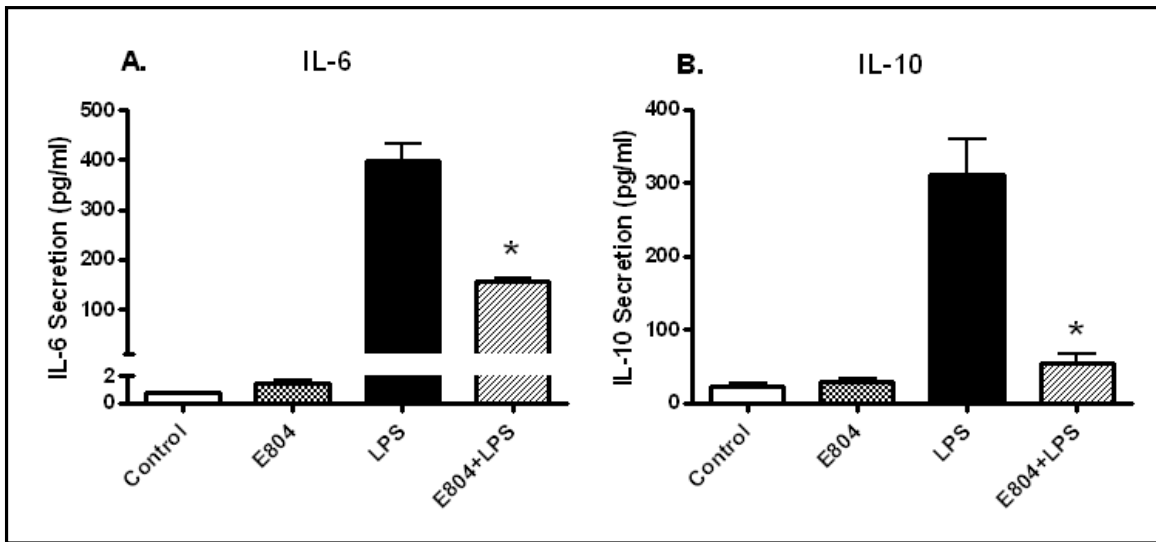 A. IL-6
IL-6 Secretion (pg/ml)
500
400
300
200
100
2
0
*
Control
E804
LPS
E804+LPS
B. IL-10
IL-10 Secretion (pg/ml)
400
300
200
100
0
*
Control
E804
LPS
E804+LPS